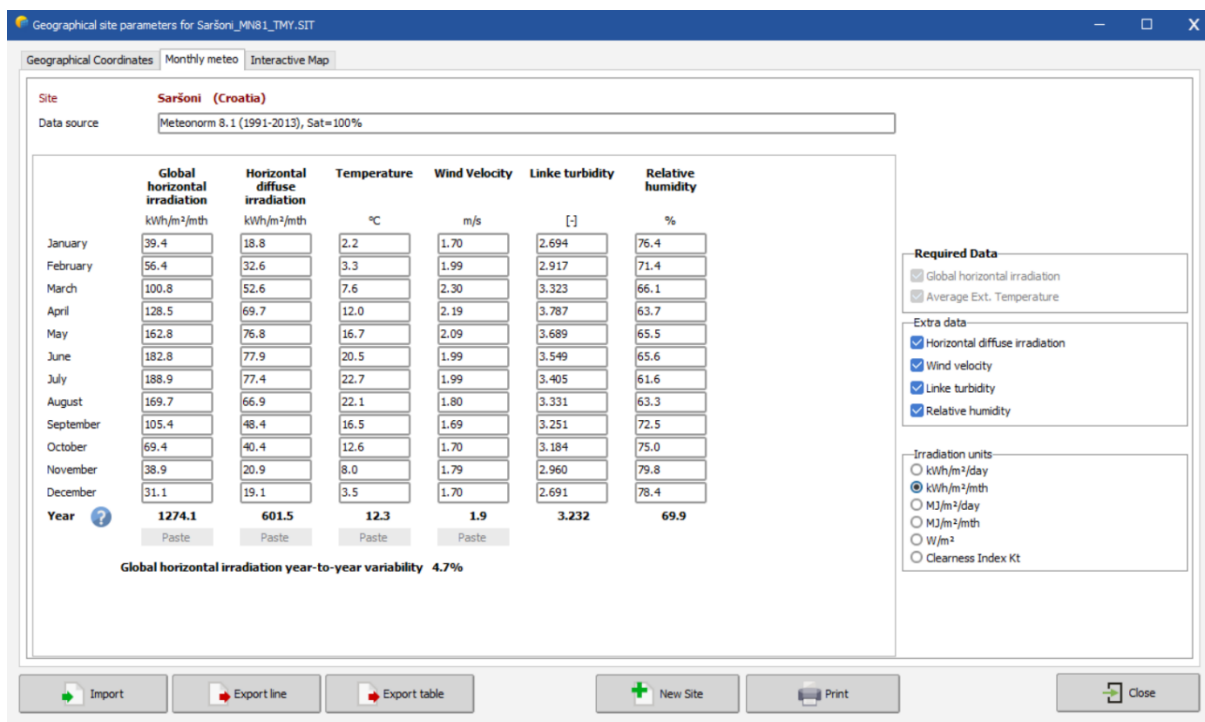 Geographical site parameters for Saršoni_MN81_TMY.SIT
Geographical Coordinates Monthly meteo Interactive Map
Site Saršoni (Croatia)
Data source Meteonorm 8.1 (1991-2013), Sat=100%
Global horizontal irradiation Horizontal diffuse irradiation Temperature Wind Velocity Linke turbidity Relative humidity
kWh/m²/mth kWh/m²/mth °C m/s [-] %
January 39.4 18.8 2.2 1.70 2.694 76.4
February 56.4 32.6 3.3 1.99 2.917 71.4
March 100.8 52.6 7.6 2.30 3.323 66.1
April 128.5 69.7 12.0 2.19 3.787 63.7
May 162.8 76.8 16.7 2.09 3.689 65.5
June 182.8 77.9 20.5 1.99 3.549 65.6
July 188.9 77.4 22.7 1.99 3.405 61.6
August 169.7 66.9 22.1 1.80 3.331 63.3
September 105.4 48.4 16.5 1.69 3.251 72.5
October 69.4 40.4 12.6 1.70 3.184 75.0
November 38.9 20.9 8.0 1.79 2.960 79.8
December 31.1 19.1 3.5 1.70 2.691 78.4
Year ? 1274.1 601.5 12.3 1.9 3.232 69.9
Paste Paste Paste Paste
Global horizontal irradiation year-to-year variability 4.7%
Required Data
Global horizontal irradiation
Average Ext. Temperature
Extra data
Horizontal diffuse irradiation
Wind velocity
Linke turbidity
Relative humidity
Irradiation units
kWh/m²/day
kWh/m²/mth
MJ/m²/day
MJ/m²/mth
W/m²
Clearness Index Kt
Import Export line Export table New Site Print Close